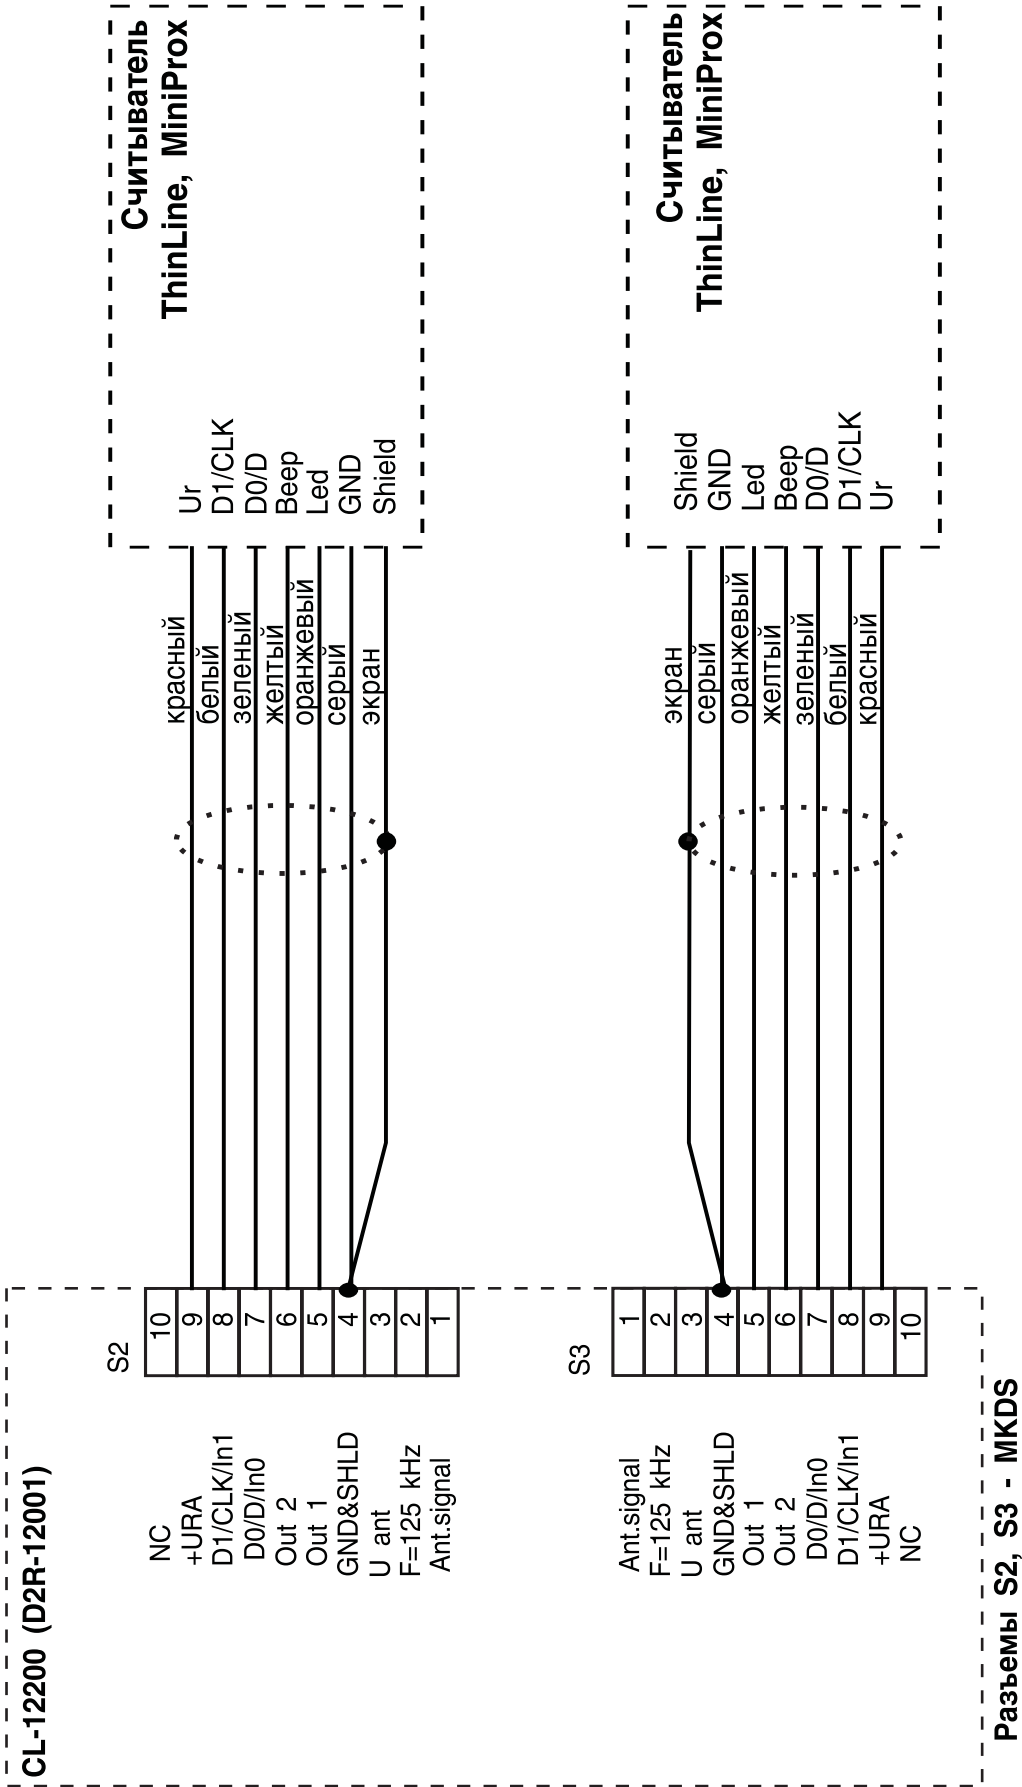 CL-12200 (D2R-12001)
S2
NC
+URA
D1/CLK/In1
D0/D/In0
Out 2
Out 1
GND&SHLD
U ant
F=125 kHz
Ant.signal
10
9
8
7
6
5
4
3
2
1
красный
белый
зеленый
желтый
оранжевый
серый
экран
Ur
D1/CLK
D0/D
Beep
Led
GND
Shield
Считыватель
ThinLine, MiniProx
S3
Ant.signal
F=125 kHz
U ant
GND&SHLD
Out 1
Out 2
D0/D/In0
D1/CLK/In1
+URA
NC
1
2
3
4
5
6
7
8
9
10
экран
серый
оранжевый
желтый
зеленый
белый
красный
Shield
GND
Led
Beep
D0/D
D1/CLK
Ur
Считыватель
ThinLine, MiniProx
Разъемы S2, S3 - MKDS